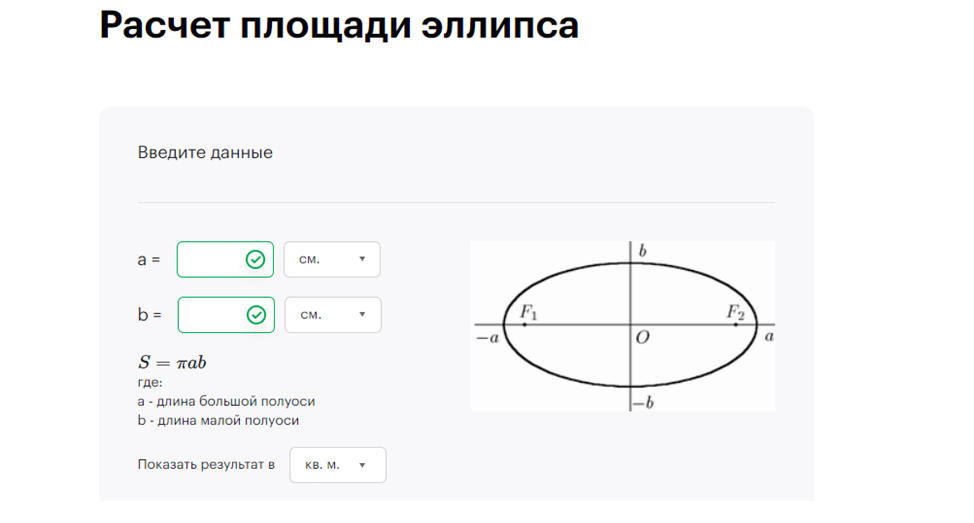 Расчет площади эллипса
Введите данные
a = см.
b = см.
S = πab
где:
a - длина большой полуоси
b - длина малой полуоси
Показать результат в кв. м.
b
F₁ F₂
−a O a
−b